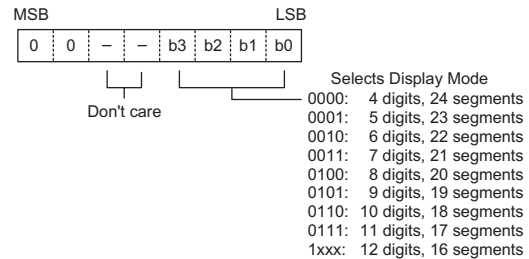 MSB LSB
0 0 – – b3 b2 b1 b0
Selects Display Mode
Don't care
0000: 4 digits, 24 segments
0001: 5 digits, 23 segments
0010: 6 digits, 22 segments
0011: 7 digits, 21 segments
0100: 8 digits, 20 segments
0101: 9 digits, 19 segments
0110: 10 digits, 18 segments
0111: 11 digits, 17 segments
1xxx: 12 digits, 16 segments